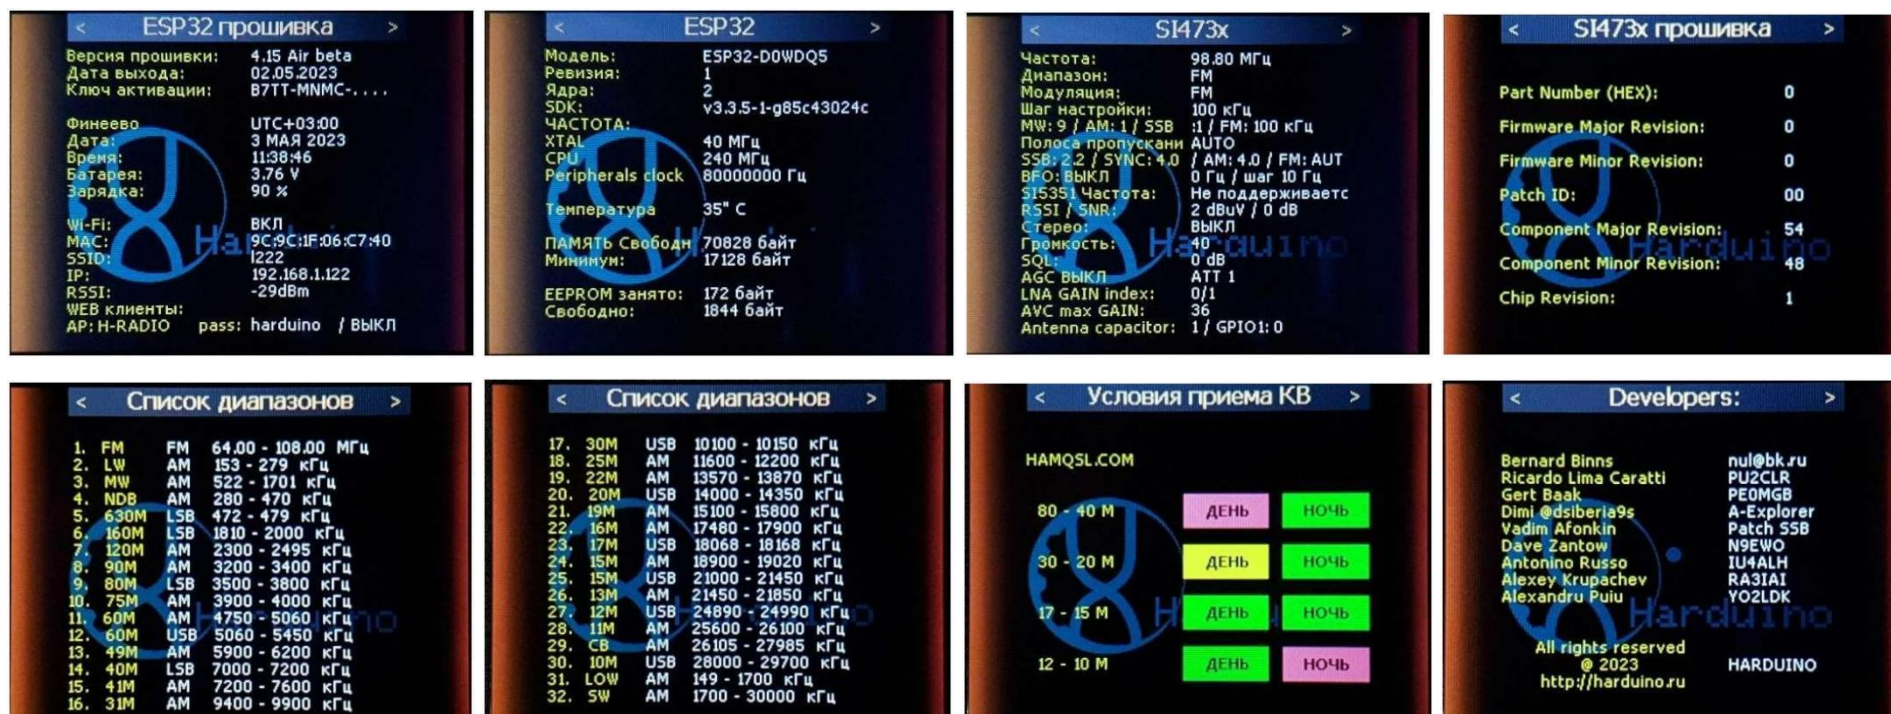 < ESP32 прошивка >
Версия прошивки: 4.15 Air beta
Дата выхода: 02.05.2023
Ключ активации: B7TT-MNMC-....
Финеево UTC+03:00
Дата: 3 МАЯ 2023
Время: 11:38:46
Батарея: 3.76 V
Зарядка: 90 %
Wi-Fi: ВКЛ
MAC: 9C:9C:1F:06:C7:40
SSID: I222
IP: 192.168.1.122
RSSI: -29dBm
WEB клиенты:
AP: H-RADIO pass: harduino / ВЫКЛ
< ESP32 >
Модель: ESP32-D0WDQ5
Ревизия: 1
Ядра: 2
SDK: v3.3.5-1-g85c43024c
ЧАСТОТА:
XTAL 40 МГц
CPU 240 МГц
Peripherals clock 80000000 Гц
Температура 35" C
ПАМЯТЬ Свободн 70828 байт
Минимум: 17128 байт
EEPROM занято: 172 байт
Свободно: 1844 байт
< SI473x >
Частота: 98.80 МГц
Диапазон: FM
Модуляция: FM
Шаг настройки: 100 кГц
MW: 9 / AM: 1 / SSB :1 / FM: 100 кГц
Полоса пропускани AUTO
SSB: 2.2 / SYNC: 4.0 / AM: 4.0 / FM: AUT
BFO: ВЫКЛ 0 Гц / шаг 10 Гц
SI5351 Частота: Не поддерживаетс
RSSI / SNR: 2 dBuV / 0 dB
Стерео: ВЫКЛ
Громкость: 40
SQL: 0 dB
AGC ВЫКЛ ATT 1
LNA GAIN index: 0/1
AVC max GAIN: 36
Antenna capacitor: 1 / GPIO1: 0
Harduino
< SI473x прошивка >
Part Number (HEX): 0
Firmware Major Revision: 0
Firmware Minor Revision: 0
Patch ID: 00
Component Major Revision: 54
Component Minor Revision: 48
Chip Revision: 1
Harduino
< Список диапазонов >
1. FM FM 64.00 - 108.00 МГц
2. LW AM 153 - 279 кГц
3. MW AM 522 - 1701 кГц
4. NDB AM 280 - 470 кГц
5. 630M LSB 472 - 479 кГц
6. 160M LSB 1810 - 2000 кГц
7. 120M AM 2300 - 2495 кГц
8. 90M AM 3200 - 3400 кГц
9. 80M LSB 3500 - 3800 кГц
10. 75M AM 3900 - 4000 кГц
11. 60M AM 4750 - 5060 кГц
12. 60M USB 5060 - 5450 кГц
13. 49M AM 5900 - 6200 кГц
14. 40M LSB 7000 - 7200 кГц
15. 41M AM 7200 - 7600 кГц
16. 31M AM 9400 - 9900 кГц
< Список диапазонов >
17. 30M USB 10100 - 10150 кГц
18. 25M AM 11600 - 12200 кГц
19. 22M AM 13570 - 13870 кГц
20. 20M USB 14000 - 14350 кГц
21. 19M AM 15100 - 15800 кГц
22. 16M AM 17480 - 17900 кГц
23. 17M USB 18068 - 18168 кГц
24. 15M AM 18900 - 19020 кГц
25. 15M USB 21000 - 21450 кГц
26. 13M AM 21450 - 21850 кГц
27. 12M USB 24890 - 24990 кГц
28. 11M AM 25600 - 26100 кГц
29. CB AM 26105 - 27985 кГц
30. 10M USB 28000 - 29700 кГц
31. LOW AM 149 - 1700 кГц
32. SW AM 1700 - 30000 кГц
< Условия приема КВ >
HAMQSL.COM
80 - 40 M ДЕНЬ НОЧЬ
30 - 20 M ДЕНЬ НОЧЬ
17 - 15 M ДЕНЬ НОЧЬ
12 - 10 M ДЕНЬ НОЧЬ
< Developers: >
Bernard Binns nul@bk.ru
Ricardo Lima Caratti PU2CLR
Gert Baak PE0MGB
Dimi @dsiberia9s A-Explorer
Vadim Afonkin Patch SSB
Dave Zantow N9EWO
Antonino Russo IU4ALH
Alexey Krupachev RA3IAI
Alexandru Puiu YO2LDK
Harduino
All rights reserved
@ 2023 HARDUINO
http://harduino.ru